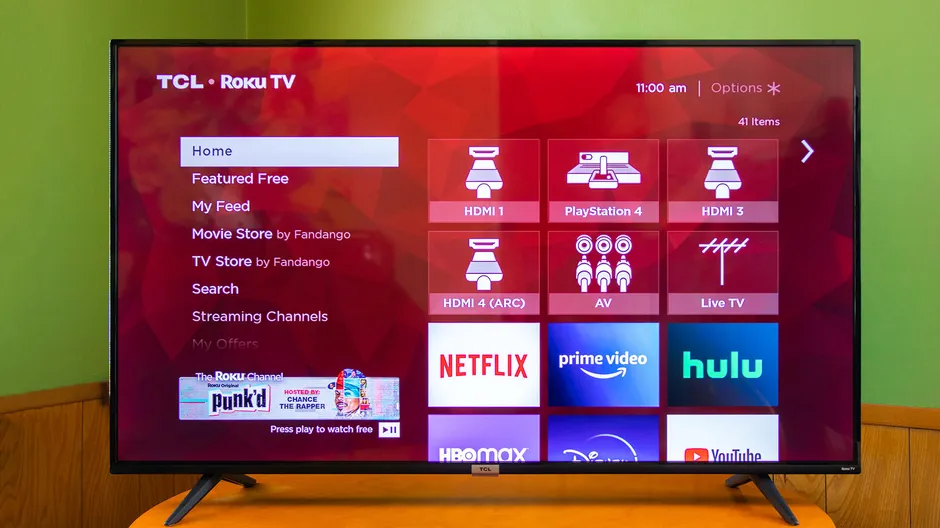 TCL • Roku TV
11:00 am | Options
41 Items
Home
Featured Free
My Feed
Movie Store by Fandango
TV Store by Fandango
Search
Streaming Channels
My Offers
The Roku Channel
Roku Original
punk'd
HOSTED BY:
CHANCE
THE RAPPER
Press play to watch free
HDMI 1
PlayStation 4
HDMI 3
HDMI 4 (ARC)
AV
Live TV
NETFLIX
prime video
hulu
HBOmax
Disney
YouTube
TCL
Roku TV